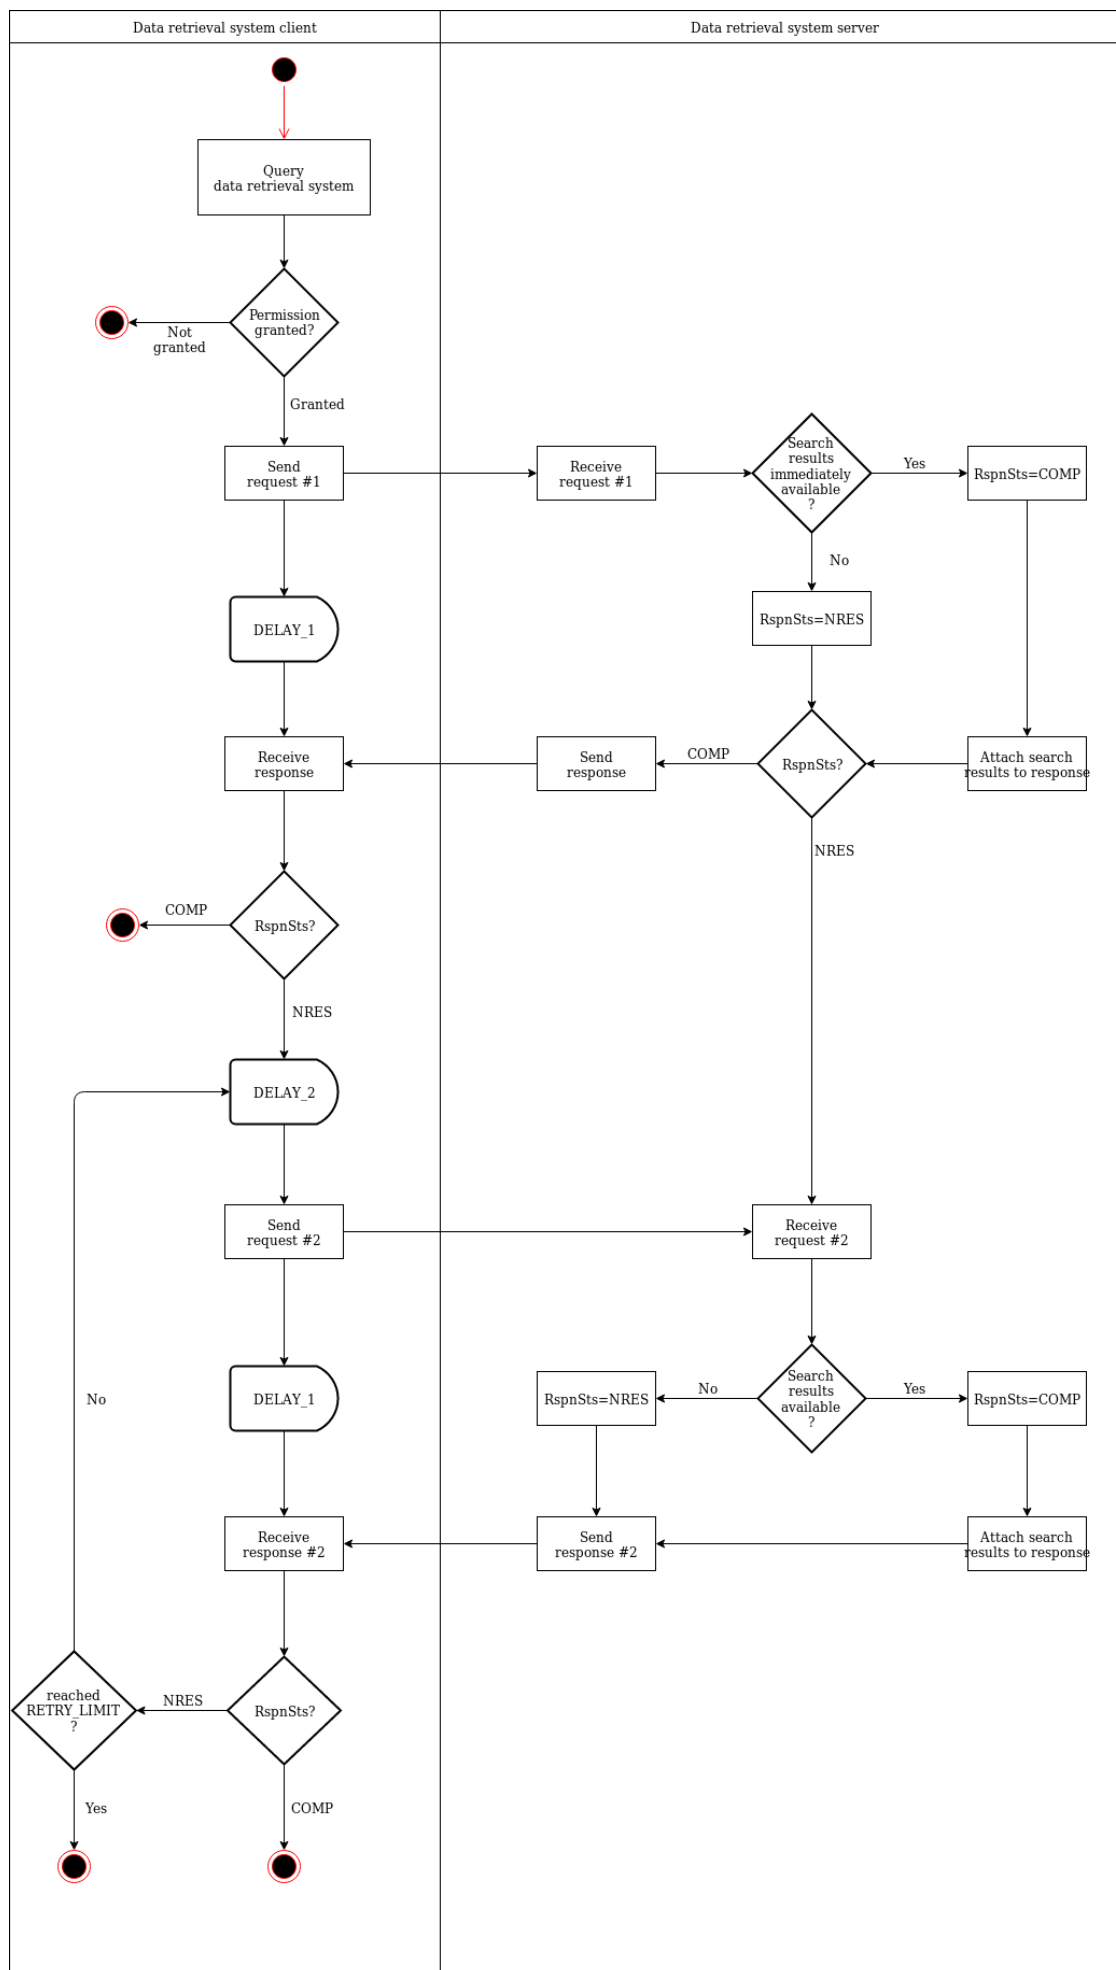 Data retrieval system client
Data retrieval system server
Query
data retrieval system
Permission
granted?
Not
granted
Granted
Send
request #1
Receive
request #1
Search
results
immediately
available
?
Yes
RspnSts=COMP
No
DELAY_1
RspnSts=NRES
Receive
response
Send
response
COMP
RspnSts?
Attach search
results to response
NRES
COMP
RspnSts?
NRES
DELAY_2
Send
request #2
Receive
request #2
No
DELAY_1
RspnSts=NRES
No
Search
results
available
?
Yes
RspnSts=COMP
Receive
response #2
Send
response #2
Attach search
results to response
reached
RETRY_LIMIT
?
NRES
RspnSts?
Yes
COMP